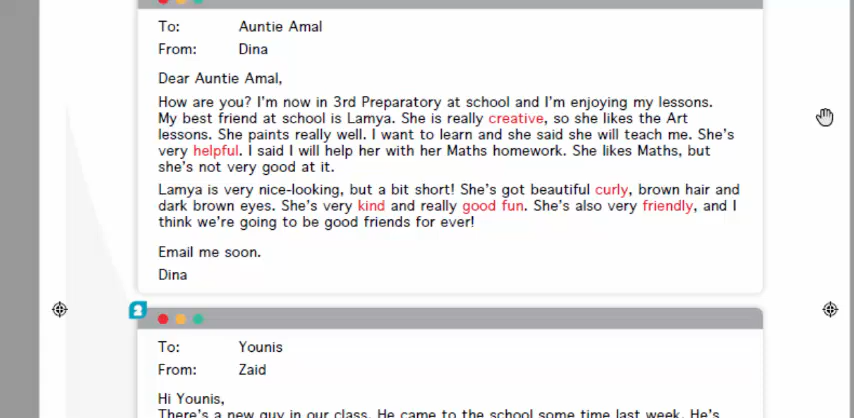 To: Auntie Amal
From: Dina
Dear Auntie Amal,
How are you? I'm now in 3rd Preparatory at school and I'm enjoying my lessons.
My best friend at school is Lamya. She is really creative, so she likes the Art
lessons. She paints really well. I want to learn and she said she will teach me. She's
very helpful. I said I will help her with her Maths homework. She likes Maths, but
she's not very good at it.
Lamya is very nice-looking, but a bit short! She's got beautiful curly, brown hair and
dark brown eyes. She's very kind and really good fun. She's also very friendly, and I
think we're going to be good friends for ever!
Email me soon.
Dina
2
To: Younis
From: Zaid
Hi Younis,
There's a new guy in our class. He came to the school some time last week. He's